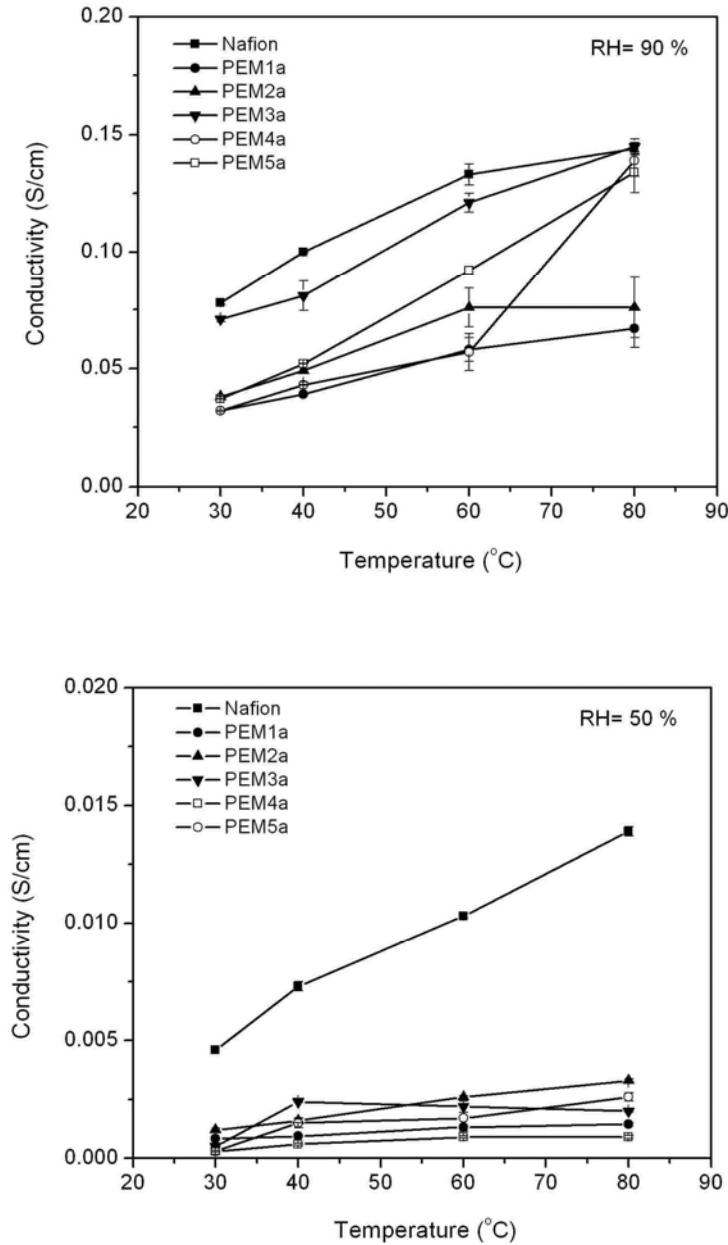 0.20
Nafion
RH= 90 %
PEM1a
PEM2a
PEM3a
PEM4a
PEM5a
0.15
0.10
0.05
0.00
Conductivity (S/cm)
20 30 40 50 60 70 80 90
Temperature (°C)
0.020
Nafion
RH= 50 %
PEM1a
PEM2a
PEM3a
PEM4a
PEM5a
0.015
0.010
0.005
0.000
Conductivity (S/cm)
20 30 40 50 60 70 80 90
Temperature (°C)